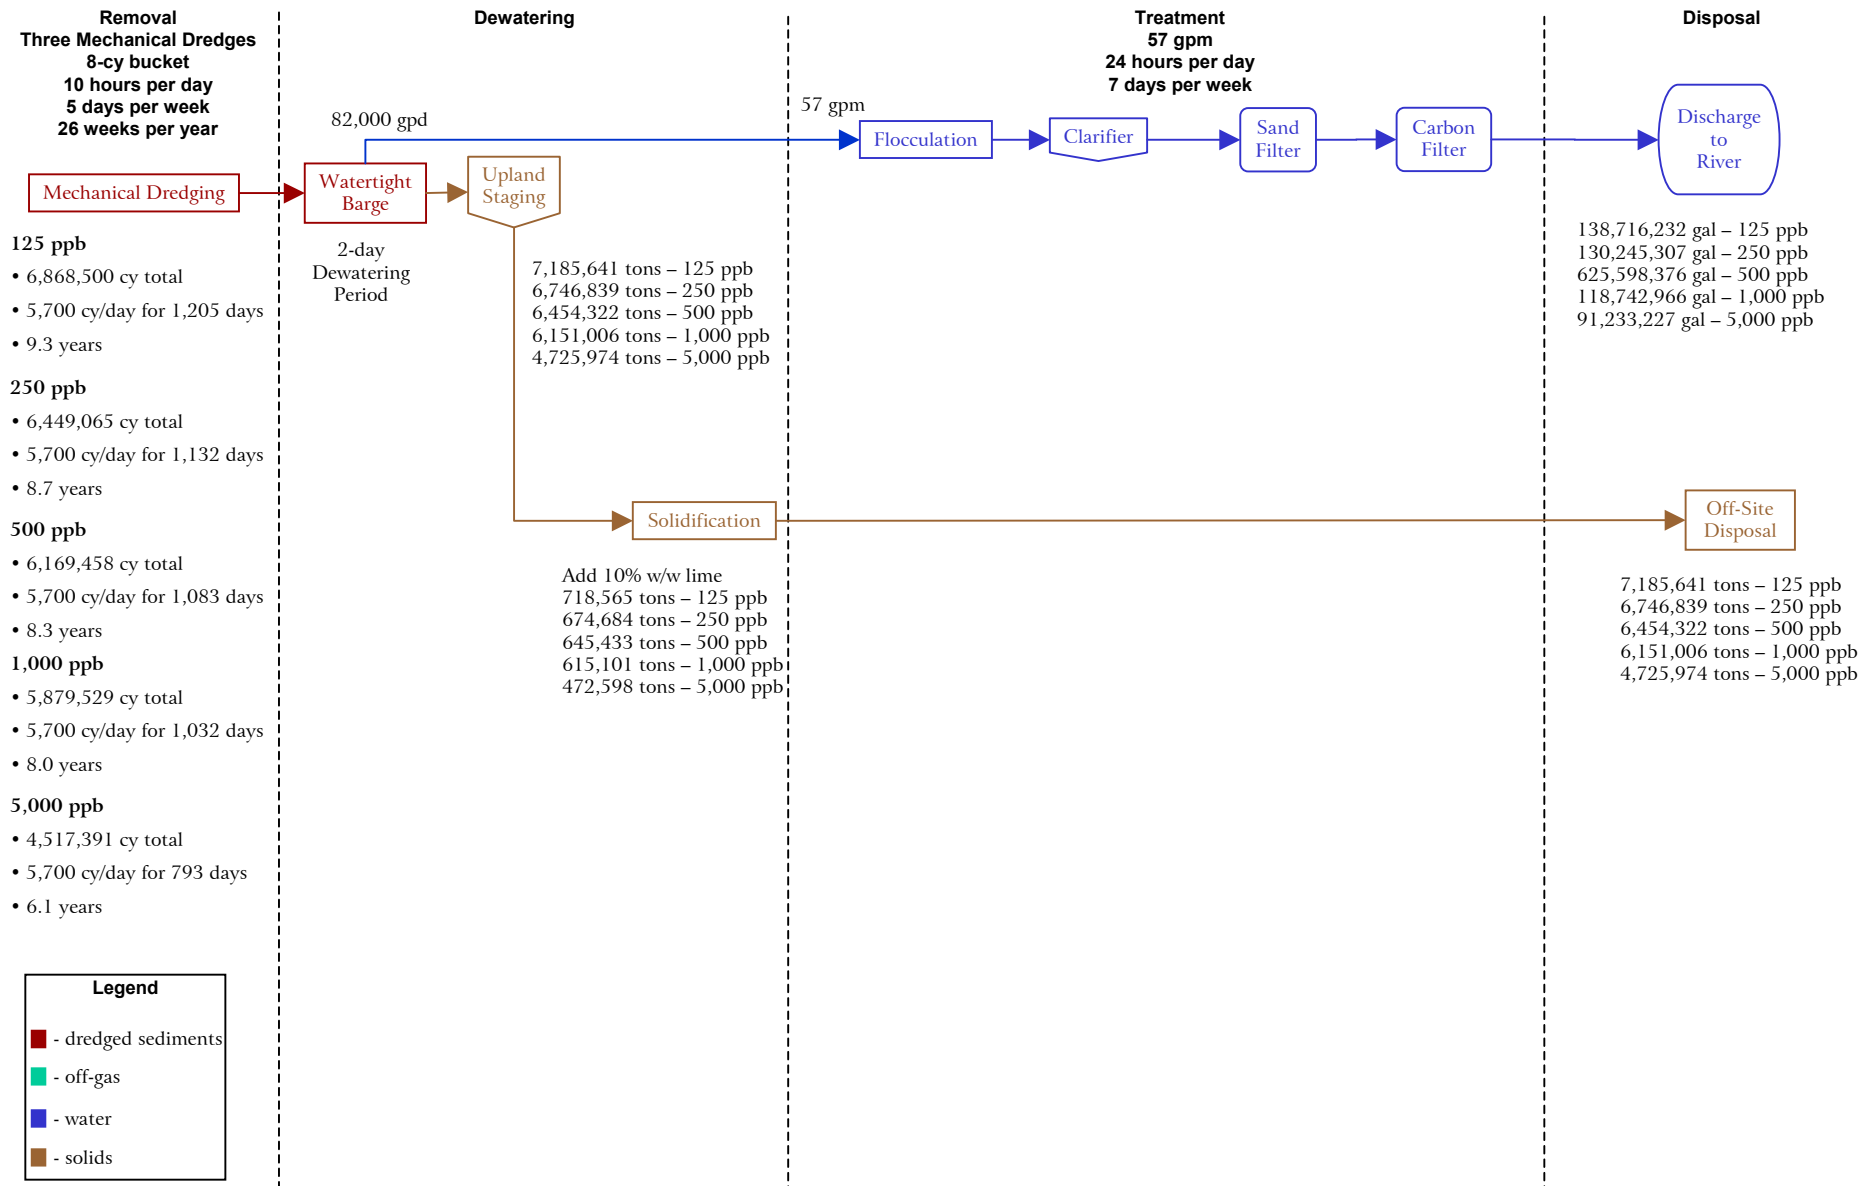 Removal
Three Mechanical Dredges
8-cy bucket
10 hours per day
5 days per week
26 weeks per year
Mechanical Dredging
125 ppb
• 6,868,500 cy total
• 5,700 cy/day for 1,205 days
• 9.3 years
250 ppb
• 6,449,065 cy total
• 5,700 cy/day for 1,132 days
• 8.7 years
500 ppb
• 6,169,458 cy total
• 5,700 cy/day for 1,083 days
• 8.3 years
1,000 ppb
• 5,879,529 cy total
• 5,700 cy/day for 1,032 days
• 8.0 years
5,000 ppb
• 4,517,391 cy total
• 5,700 cy/day for 793 days
• 6.1 years
Legend
- dredged sediments
- off-gas
- water
- solids
Dewatering
82,000 gpd
Watertight
Barge
2-day
Dewatering
Period
Upland
Staging
7,185,641 tons – 125 ppb
6,746,839 tons – 250 ppb
6,454,322 tons – 500 ppb
6,151,006 tons – 1,000 ppb
4,725,974 tons – 5,000 ppb
Solidification
Add 10% w/w lime
718,565 tons – 125 ppb
674,684 tons – 250 ppb
645,433 tons – 500 ppb
615,101 tons – 1,000 ppb
472,598 tons – 5,000 ppb
Treatment
57 gpm
24 hours per day
7 days per week
57 gpm
Flocculation
Clarifier
Sand
Filter
Carbon
Filter
Disposal
Discharge
to
River
138,716,232 gal – 125 ppb
130,245,307 gal – 250 ppb
625,598,376 gal – 500 ppb
118,742,966 gal – 1,000 ppb
91,233,227 gal – 5,000 ppb
Off-Site
Disposal
7,185,641 tons – 125 ppb
6,746,839 tons – 250 ppb
6,454,322 tons – 500 ppb
6,151,006 tons – 1,000 ppb
4,725,974 tons – 5,000 ppb